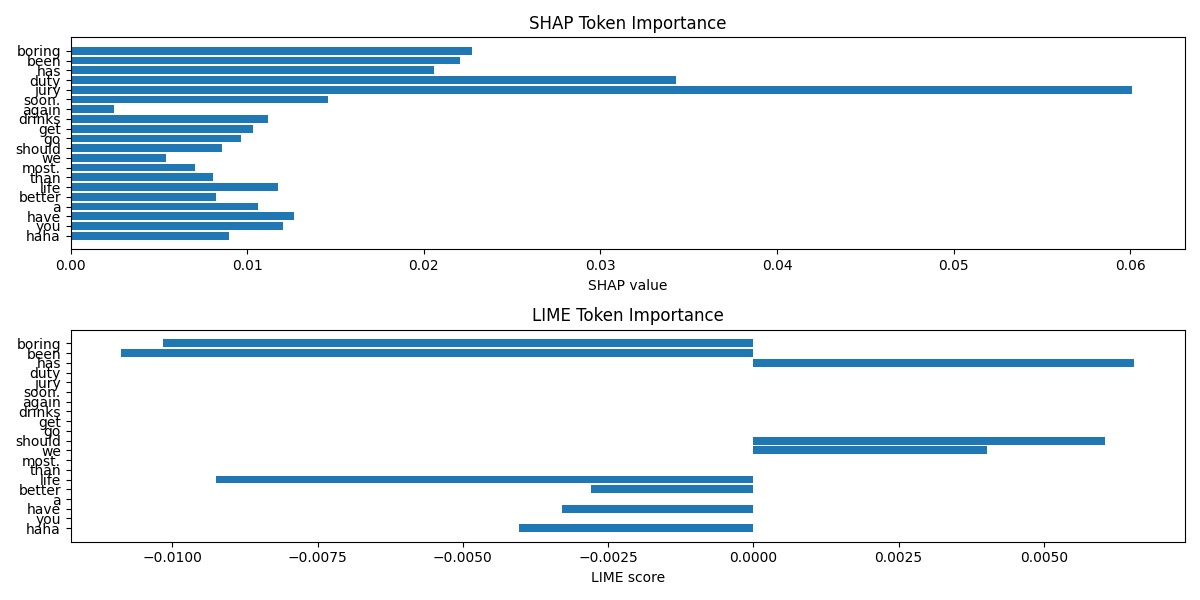 SHAP Token Importance
boring
been
has
duty
jury
soon.
again
drinks
get
go
should
we
most.
than
life
better
a
have
you
haha
0.00 0.01 0.02 0.03 0.04 0.05 0.06
SHAP value
LIME Token Importance
boring
been
has
duty
jury
soon.
again
drinks
get
go
should
we
most.
than
life
better
a
have
you
haha
−0.0100 −0.0075 −0.0050 −0.0025 0.0000 0.0025 0.0050
LIME score